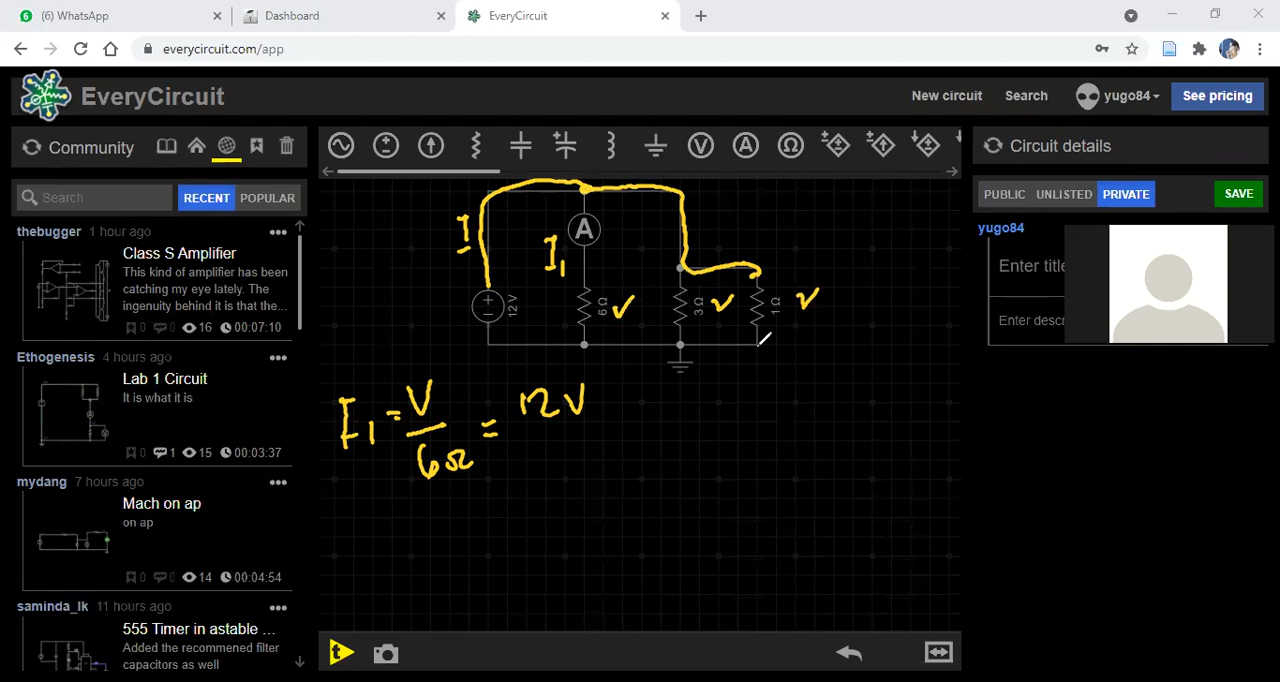 6 (6) WhatsApp
Dashboard
EveryCircuit
everycircuit.com/app
EveryCircuit
New circuit
Search
yugo84
See pricing
Community
Search
RECENT
POPULAR
thebugger 1 hour ago
Class S Amplifier
This kind of amplifier has been
catching my eye lately. The
ingenuity behind it is that the...
0 0 16 00:07:10
Ethogenesis 4 hours ago
Lab 1 Circuit
It is what it is
0 1 15 00:03:37
mydang 7 hours ago
Mach on ap
on ap
0 0 14 00:04:54
saminda_lk 11 hours ago
555 Timer in astable ...
Added the recommened filter
capacitors as well
V
A
Ω
I
I1
A
12 V
6 Ω
V
3 Ω
V
1 Ω
V
I1 = V / 6Ω = 12V
t
Circuit details
PUBLIC
UNLISTED
PRIVATE
SAVE
yugo84
Enter title
Enter descr